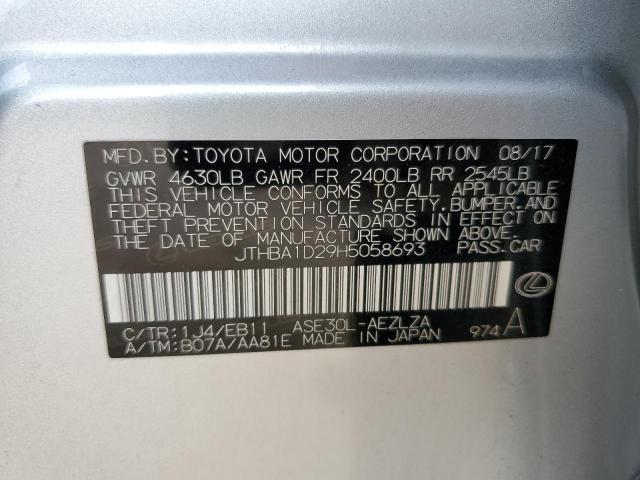 MFD.BY:TOYOTA MOTOR CORPORATION 08/17
GVWR 4630LB GAWR FR 2400LB RR 2545LB
THIS VEHICLE CONFORMS TO ALL APPLICABLE
FEDERAL MOTOR VEHICLE SAFETY,BUMPER,AND
THEFT PREVENTION STANDARDS IN EFFECT ON
THE DATE OF MANUFACTURE SHOWN ABOVE.
JTHBA1D29H5058693 PASS.CAR
C/TR:1J4/EB11 ASE30L-AEZLZA
A/TM:B07A/AA81E MADE IN JAPAN 974 A